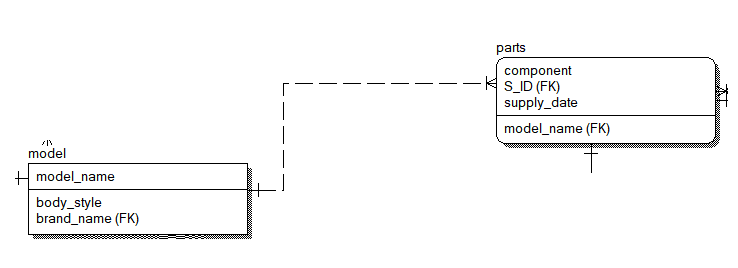 parts
component
S_ID (FK)
supply_date
model_name (FK)
model
model_name
body_style
brand_name (FK)